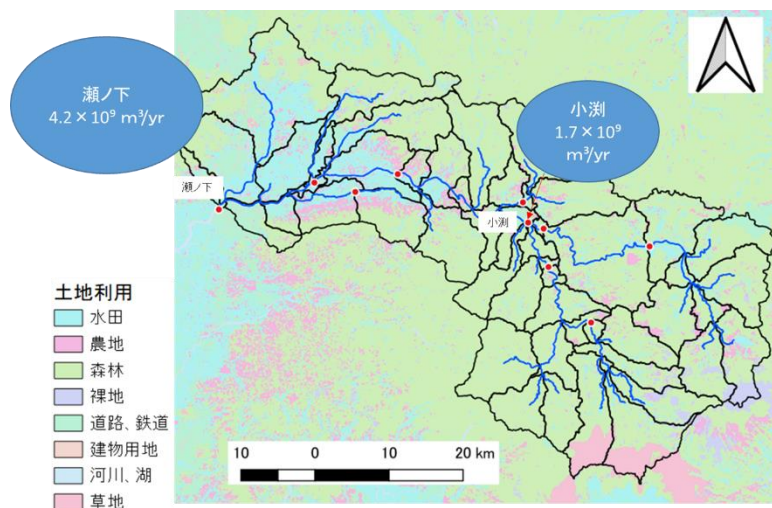 瀬ノ下
4.2×10⁹ m³/yr
小渕
1.7×10⁹
m³/yr
瀬ノ下
小渕
土地利用
水田
農地
森林
裸地
道路、鉄道
建物用地
河川、湖
草地
10 0 10 20 km